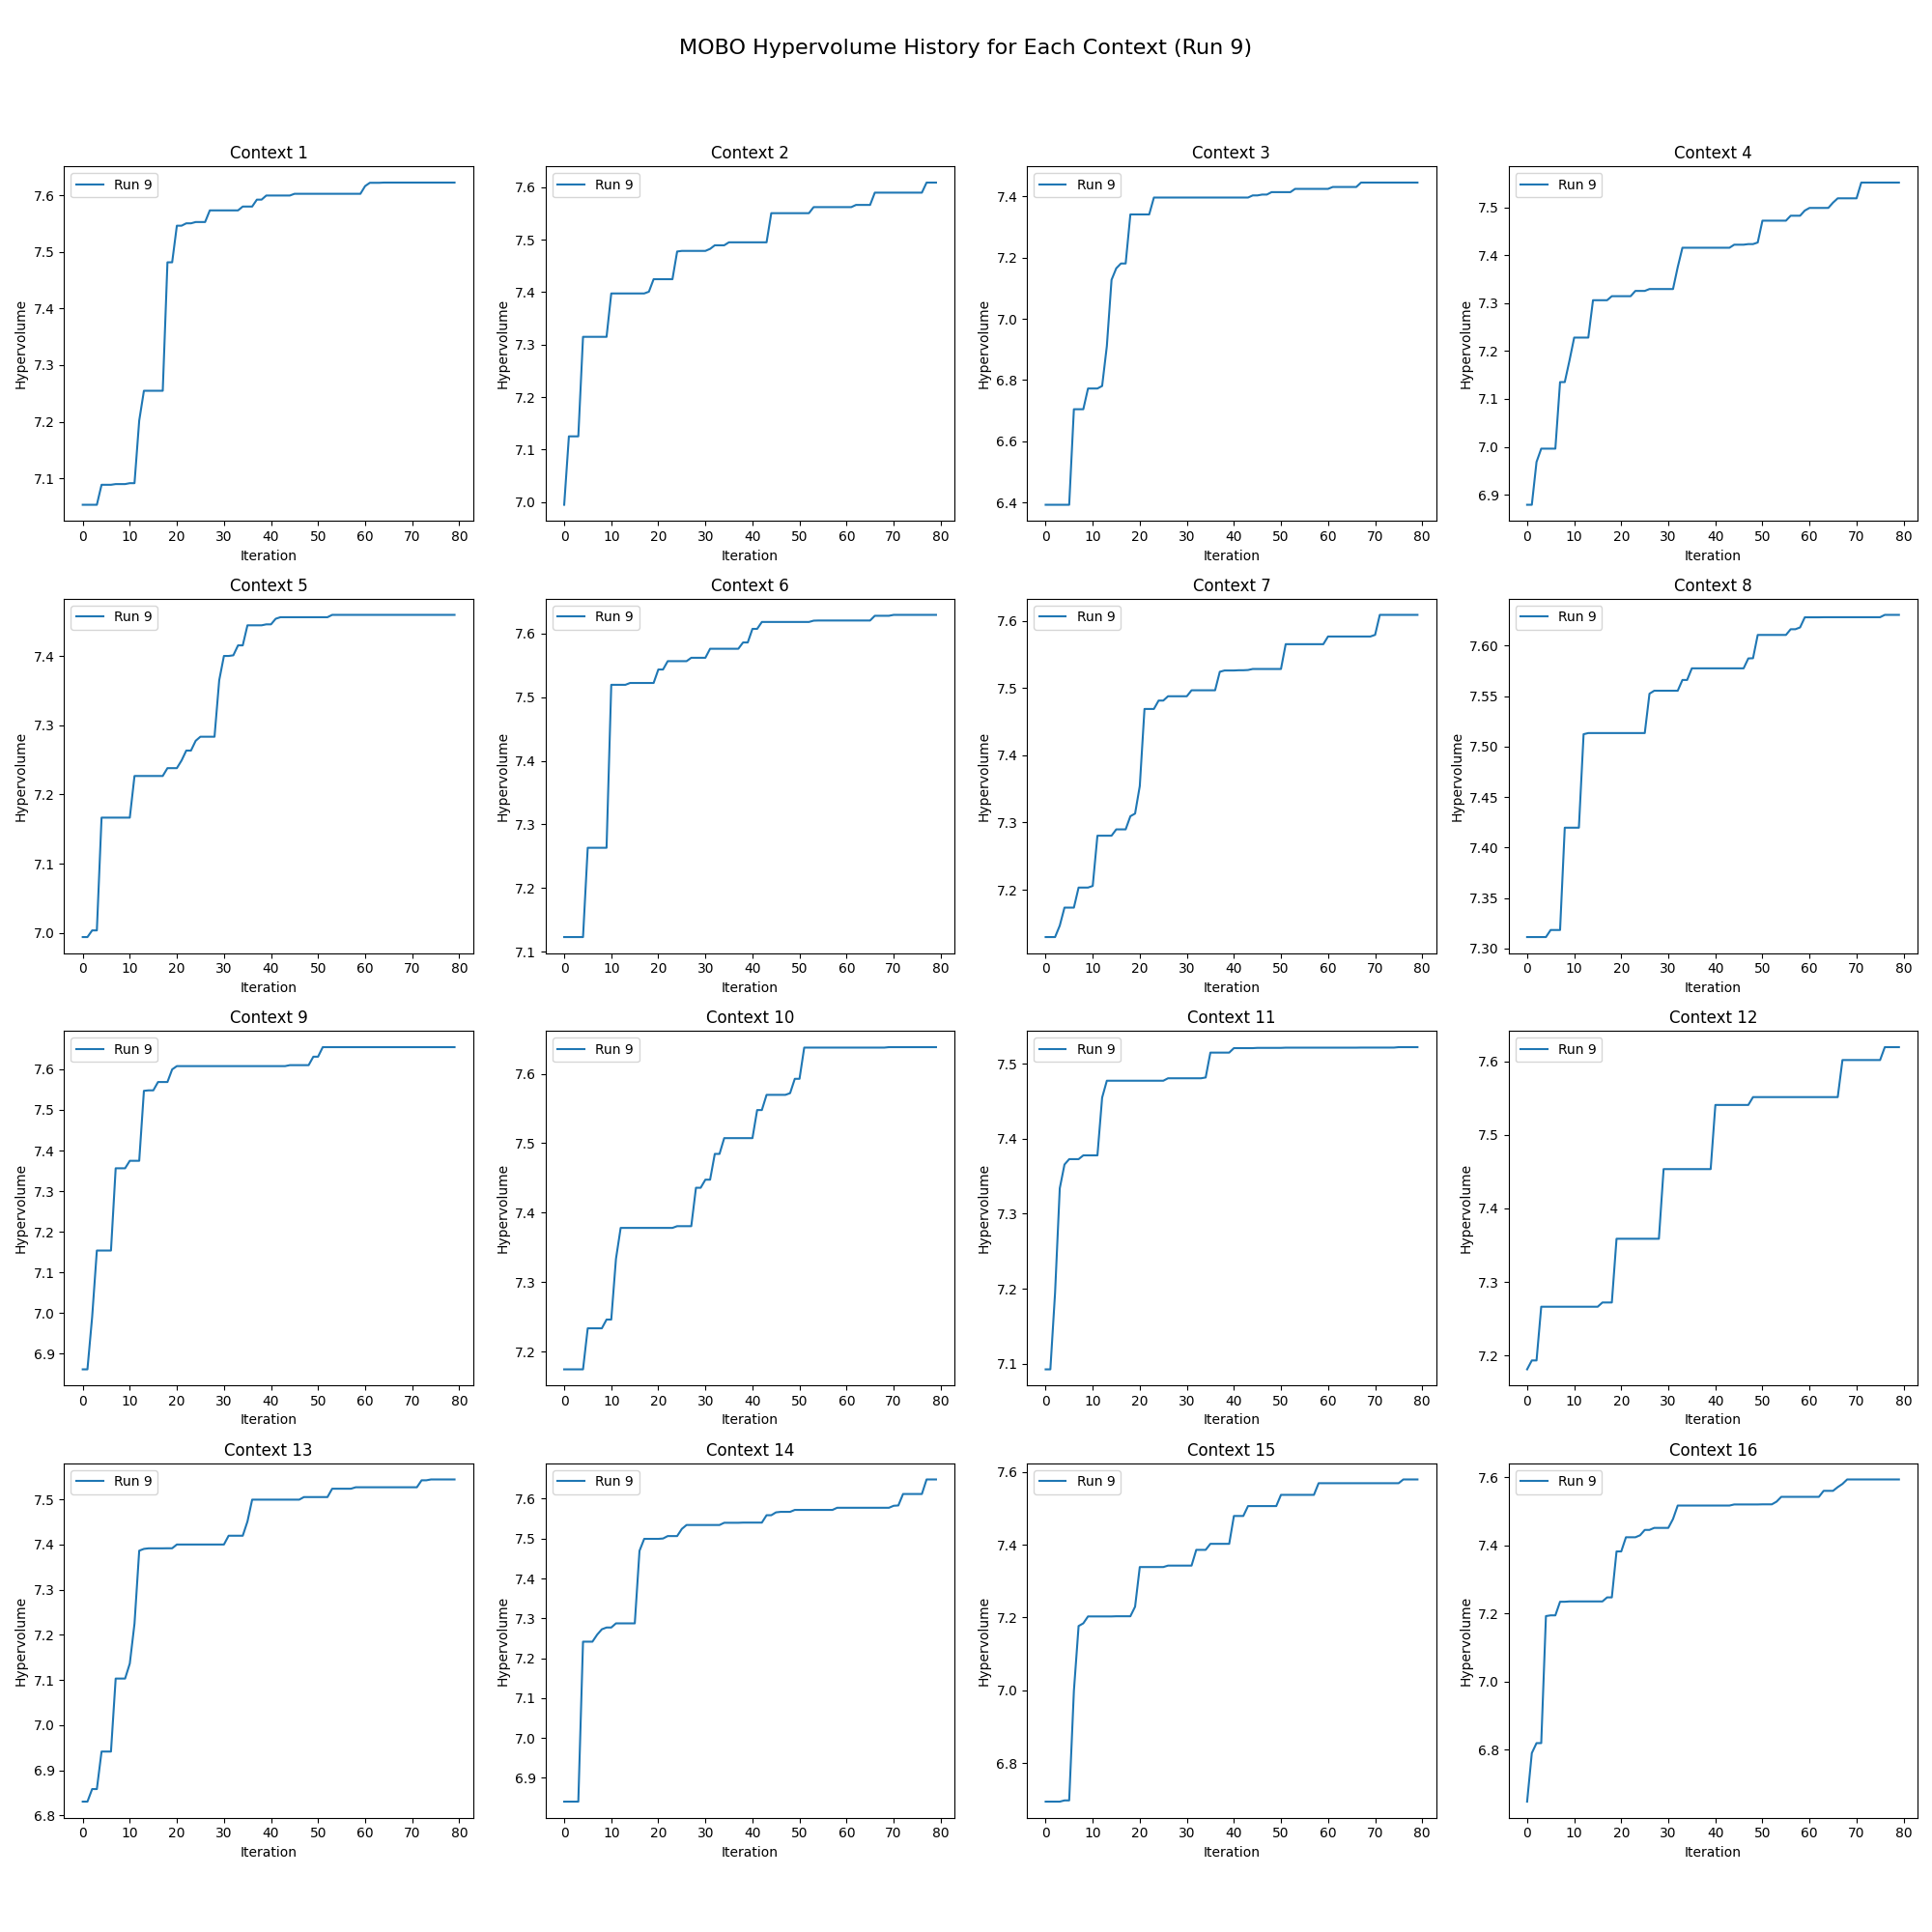 MOBO Hypervolume History for Each Context (Run 9)
Context 1
Run 9
Hypervolume
7.6
7.5
7.4
7.3
7.2
7.1
0 10 20 30 40 50 60 70 80
Iteration
Context 2
Run 9
Hypervolume
7.6
7.5
7.4
7.3
7.2
7.1
7.0
0 10 20 30 40 50 60 70 80
Iteration
Context 3
Run 9
Hypervolume
7.4
7.2
7.0
6.8
6.6
6.4
0 10 20 30 40 50 60 70 80
Iteration
Context 4
Run 9
Hypervolume
7.5
7.4
7.3
7.2
7.1
7.0
6.9
0 10 20 30 40 50 60 70 80
Iteration
Context 5
Run 9
Hypervolume
7.4
7.3
7.2
7.1
7.0
0 10 20 30 40 50 60 70 80
Iteration
Context 6
Run 9
Hypervolume
7.6
7.5
7.4
7.3
7.2
7.1
0 10 20 30 40 50 60 70 80
Iteration
Context 7
Run 9
Hypervolume
7.6
7.5
7.4
7.3
7.2
0 10 20 30 40 50 60 70 80
Iteration
Context 8
Run 9
Hypervolume
7.60
7.55
7.50
7.45
7.40
7.35
7.30
0 10 20 30 40 50 60 70 80
Iteration
Context 9
Run 9
Hypervolume
7.6
7.5
7.4
7.3
7.2
7.1
7.0
6.9
0 10 20 30 40 50 60 70 80
Iteration
Context 10
Run 9
Hypervolume
7.6
7.5
7.4
7.3
7.2
0 10 20 30 40 50 60 70 80
Iteration
Context 11
Run 9
Hypervolume
7.5
7.4
7.3
7.2
7.1
0 10 20 30 40 50 60 70 80
Iteration
Context 12
Run 9
Hypervolume
7.6
7.5
7.4
7.3
7.2
0 10 20 30 40 50 60 70 80
Iteration
Context 13
Run 9
Hypervolume
7.5
7.4
7.3
7.2
7.1
7.0
6.9
6.8
0 10 20 30 40 50 60 70 80
Iteration
Context 14
Run 9
Hypervolume
7.6
7.5
7.4
7.3
7.2
7.1
7.0
6.9
0 10 20 30 40 50 60 70 80
Iteration
Context 15
Run 9
Hypervolume
7.6
7.4
7.2
7.0
6.8
0 10 20 30 40 50 60 70 80
Iteration
Context 16
Run 9
Hypervolume
7.6
7.4
7.2
7.0
6.8
0 10 20 30 40 50 60 70 80
Iteration